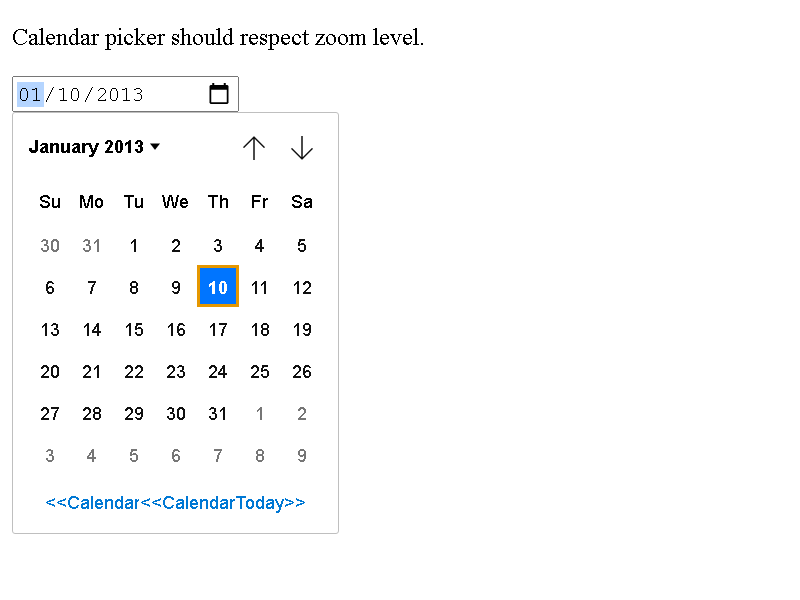 Calendar picker should respect zoom level.
01/10/2013
January 2013
Su Mo Tu We Th Fr Sa
30 31 1 2 3 4 5
6 7 8 9 10 11 12
13 14 15 16 17 18 19
20 21 22 23 24 25 26
27 28 29 30 31 1 2
3 4 5 6 7 8 9
<<Calendar<<CalendarToday>>